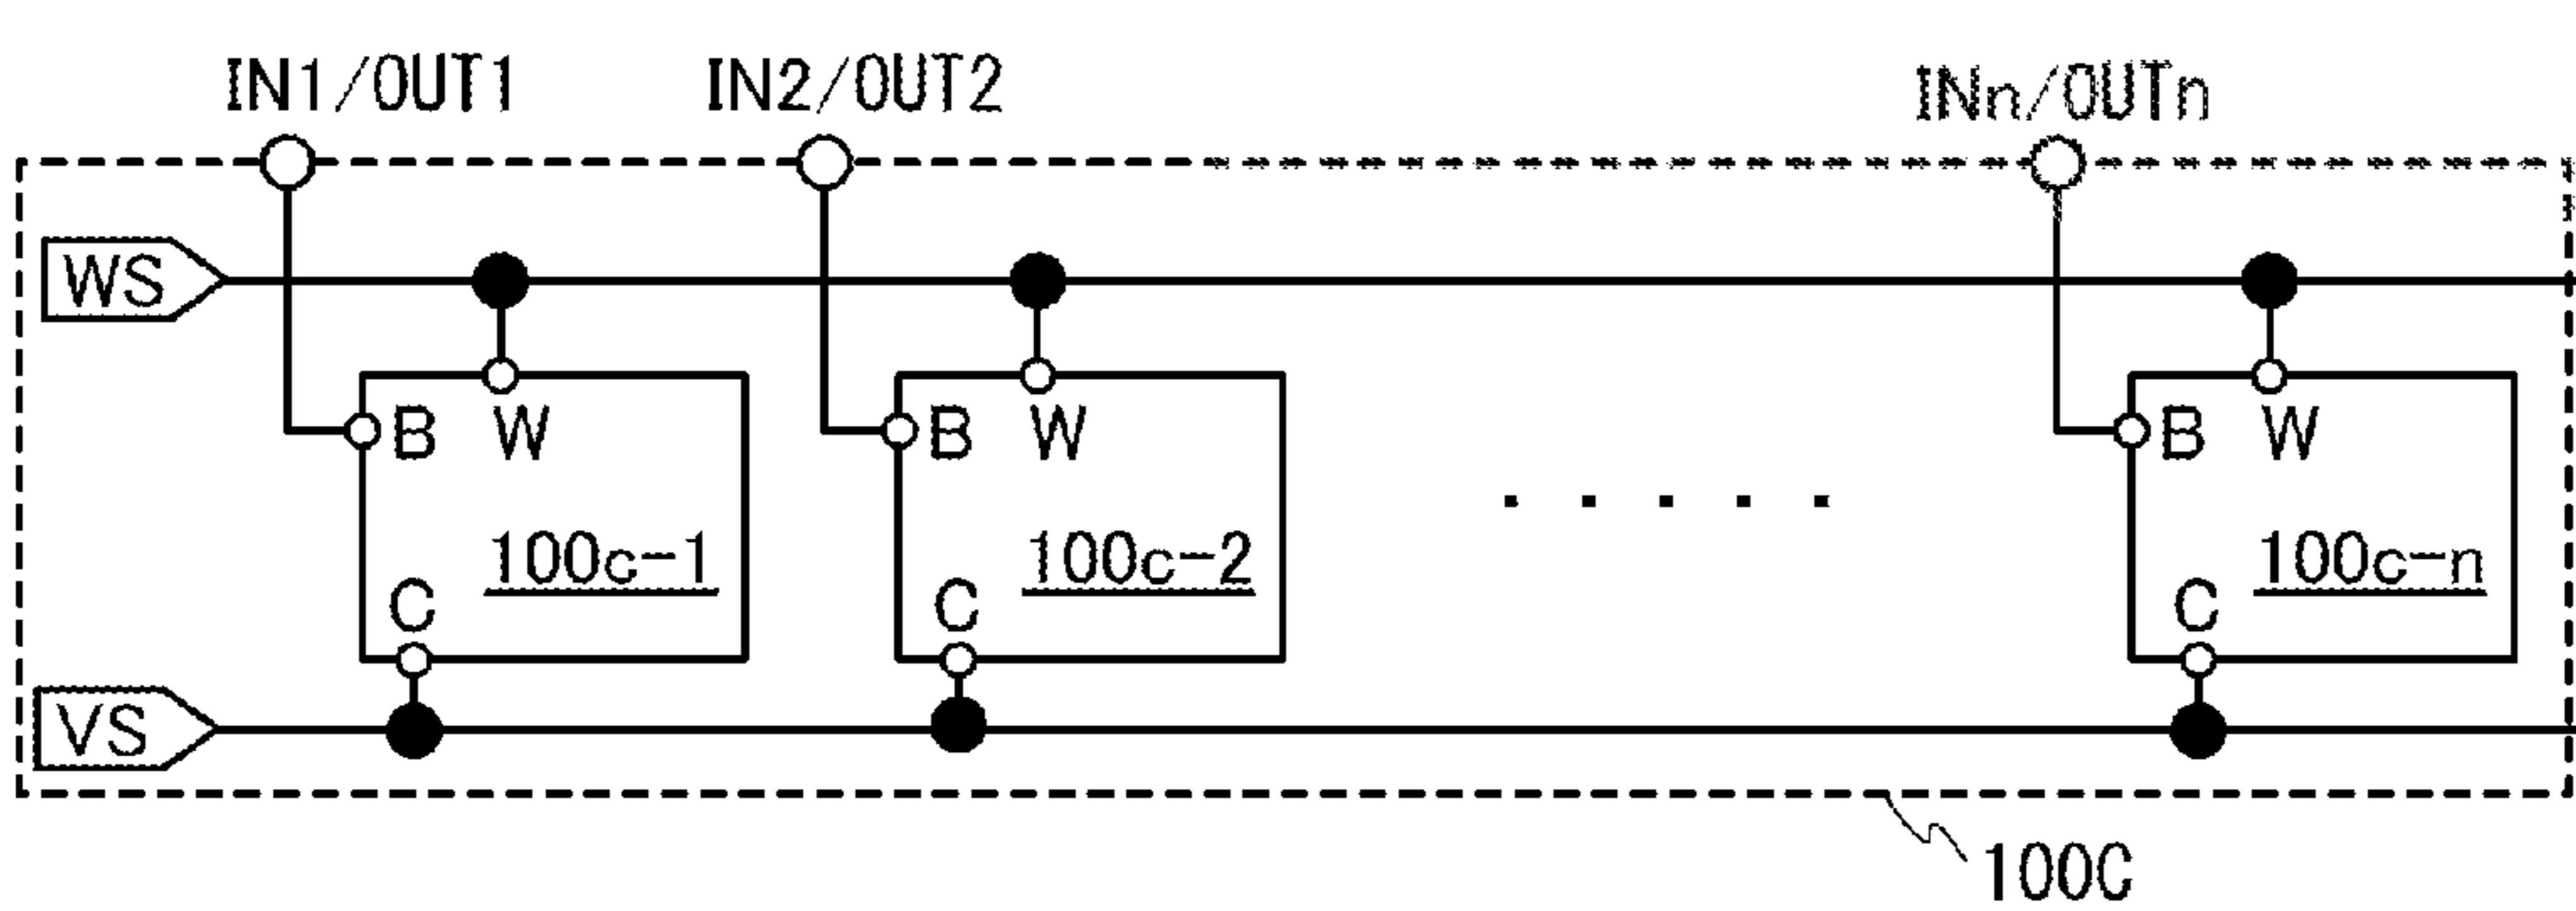 IN1/OUT1 IN2/OUT2 INn/OUTn
WS
B W B W B W
100c-1 100c-2 100c-n
C C C
VS
100C